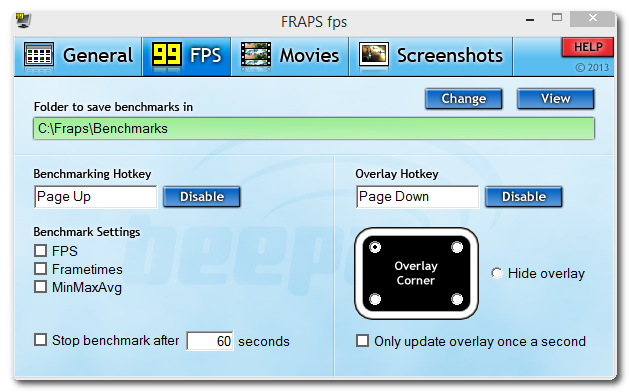 FRAPS fps
General
99 FPS
Movies
Screenshots
HELP
© 2013
Folder to save benchmarks in
Change
View
C:\Fraps\Benchmarks
Benchmarking Hotkey
Page Up
Disable
Benchmark Settings
FPS
Frametimes
MinMaxAvg
Stop benchmark after 60 seconds
Overlay Hotkey
Page Down
Disable
Overlay
Corner
Hide overlay
Only update overlay once a second